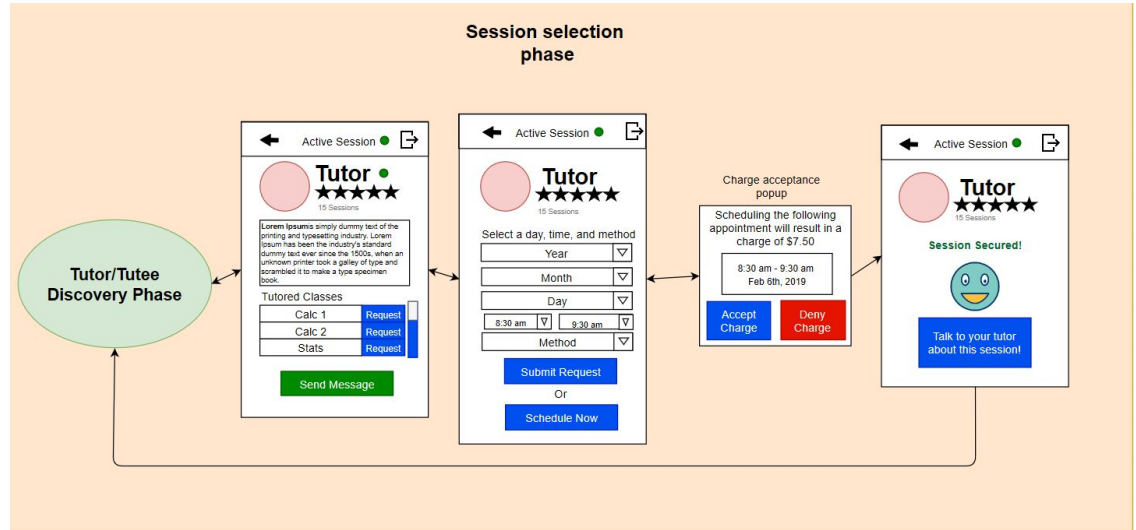 Session selection
phase
Tutor/Tutee
Discovery Phase
Active Session
Tutor
15 Sessions
Lorem Ipsumis simply dummy text of the
printing and typesetting industry. Lorem
Ipsum has been the industry's standard
dummy text ever since the 1500s, when an
unknown printer took a galley of type and
scrambled it to make a type specimen
book.
Tutored Classes
Calc 1 Request
Calc 2 Request
Stats Request
Send Message
Active Session
Tutor
15 Sessions
Select a day, time, and method
Year
Month
Day
8:30 am 9:30 am
Method
Submit Request
Or
Schedule Now
Charge acceptance
popup
Scheduling the following
appointment will result in a
charge of $7.50
8:30 am - 9:30 am
Feb 6th, 2019
Accept
Charge
Deny
Charge
Active Session
Tutor
15 Sessions
Session Secured!
Talk to your tutor
about this session!